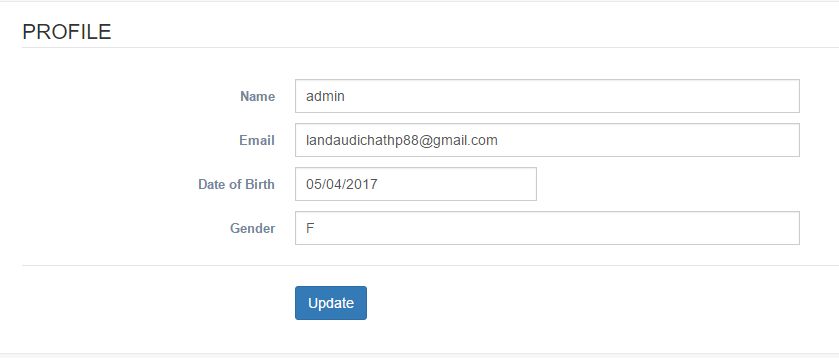 PROFILE
Name admin
Email landaudichathp88@gmail.com
Date of Birth 05/04/2017
Gender F
Update